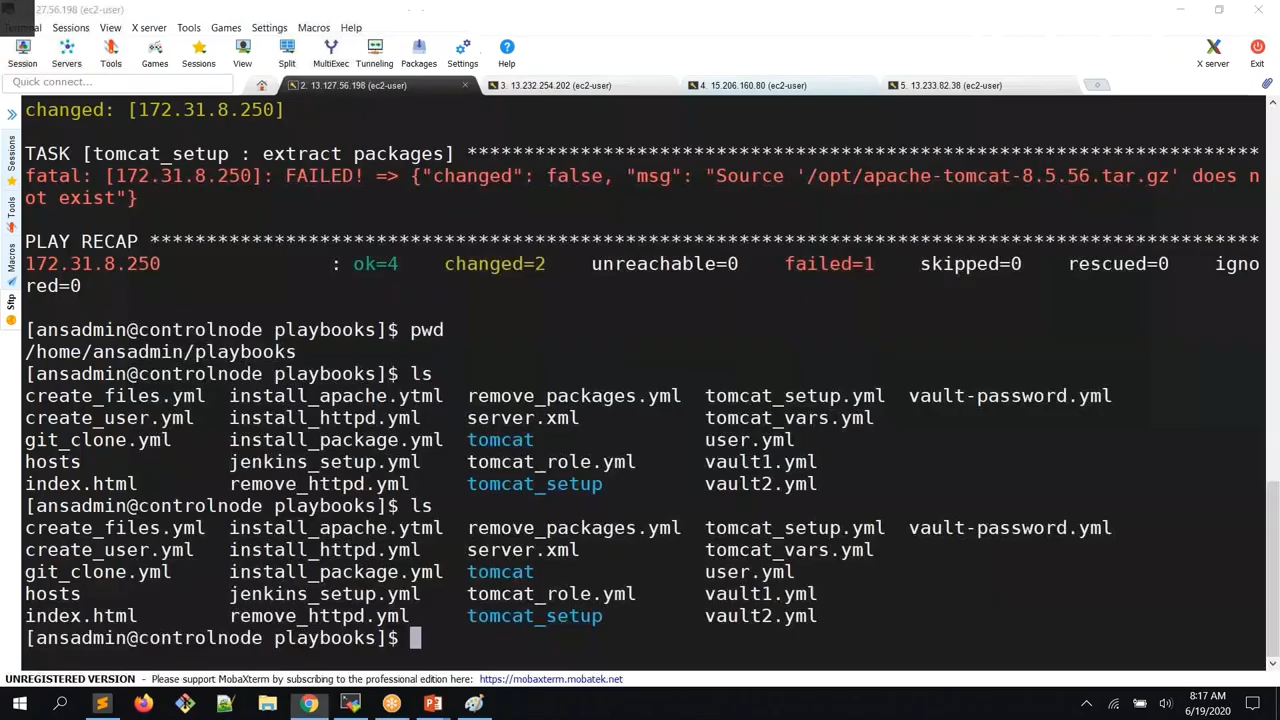 .27.56.198 (ec2-user)
Terminal Sessions View X server Tools Games Settings Macros Help
Session Servers Tools Games Sessions View Split MultiExec Tunneling Packages Settings Help X server Exit
Quick connect... 2. 13.127.56.198 (ec2-user) 3. 13.232.254.202 (ec2-user) 4. 15.206.160.80 (ec2-user) 5. 13.233.82.38 (ec2-user)
Sessions
Tools
Macros
Sftp
changed: [172.31.8.250]
TASK [tomcat_setup : extract packages] *******************************************************************
fatal: [172.31.8.250]: FAILED! => {"changed": false, "msg": "Source '/opt/apache-tomcat-8.5.56.tar.gz' does n
ot exist"}
PLAY RECAP ***********************************************************************************************
172.31.8.250 : ok=4 changed=2 unreachable=0 failed=1 skipped=0 rescued=0 igno
red=0
[ansadmin@controlnode playbooks]$ pwd
/home/ansadmin/playbooks
[ansadmin@controlnode playbooks]$ ls
create_files.yml install_apache.ytml remove_packages.yml tomcat_setup.yml vault-password.yml
create_user.yml install_httpd.yml server.xml tomcat_vars.yml
git_clone.yml install_package.yml tomcat user.yml
hosts jenkins_setup.yml tomcat_role.yml vault1.yml
index.html remove_httpd.yml tomcat_setup vault2.yml
[ansadmin@controlnode playbooks]$ ls
create_files.yml install_apache.ytml remove_packages.yml tomcat_setup.yml vault-password.yml
create_user.yml install_httpd.yml server.xml tomcat_vars.yml
git_clone.yml install_package.yml tomcat user.yml
hosts jenkins_setup.yml tomcat_role.yml vault1.yml
index.html remove_httpd.yml tomcat_setup vault2.yml
[ansadmin@controlnode playbooks]$
UNREGISTERED VERSION - Please support MobaXterm by subscribing to the professional edition here: https://mobaxterm.mobatek.net
8:17 AM
6/19/2020